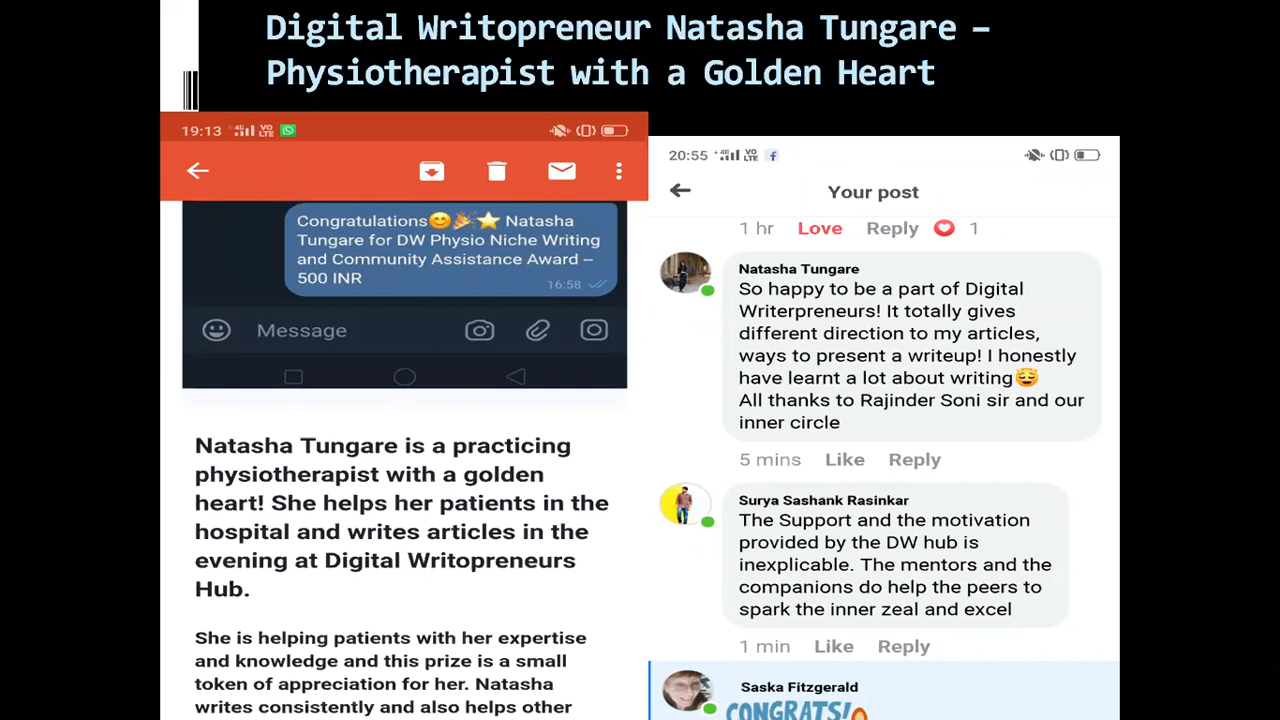 Digital Writopreneur Natasha Tungare –
Physiotherapist with a Golden Heart
19:13 4G VO LTE
Congratulations😊🎉⭐ Natasha
Tungare for DW Physio Niche Writing
and Community Assistance Award –
500 INR
16:58
Message
Natasha Tungare is a practicing
physiotherapist with a golden
heart! She helps her patients in the
hospital and writes articles in the
evening at Digital Writopreneurs
Hub.
She is helping patients with her expertise
and knowledge and this prize is a small
token of appreciation for her. Natasha
writes consistently and also helps other
20:55 4G VO LTE
Your post
1 hr Love Reply 1
Natasha Tungare
So happy to be a part of Digital
Writerpreneurs! It totally gives
different direction to my articles,
ways to present a writeup! I honestly
have learnt a lot about writing😌
All thanks to Rajinder Soni sir and our
inner circle
5 mins Like Reply
Surya Sashank Rasinkar
The Support and the motivation
provided by the DW hub is
inexplicable. The mentors and the
companions do help the peers to
spark the inner zeal and excel
1 min Like Reply
Saska Fitzgerald
CONGRATS!